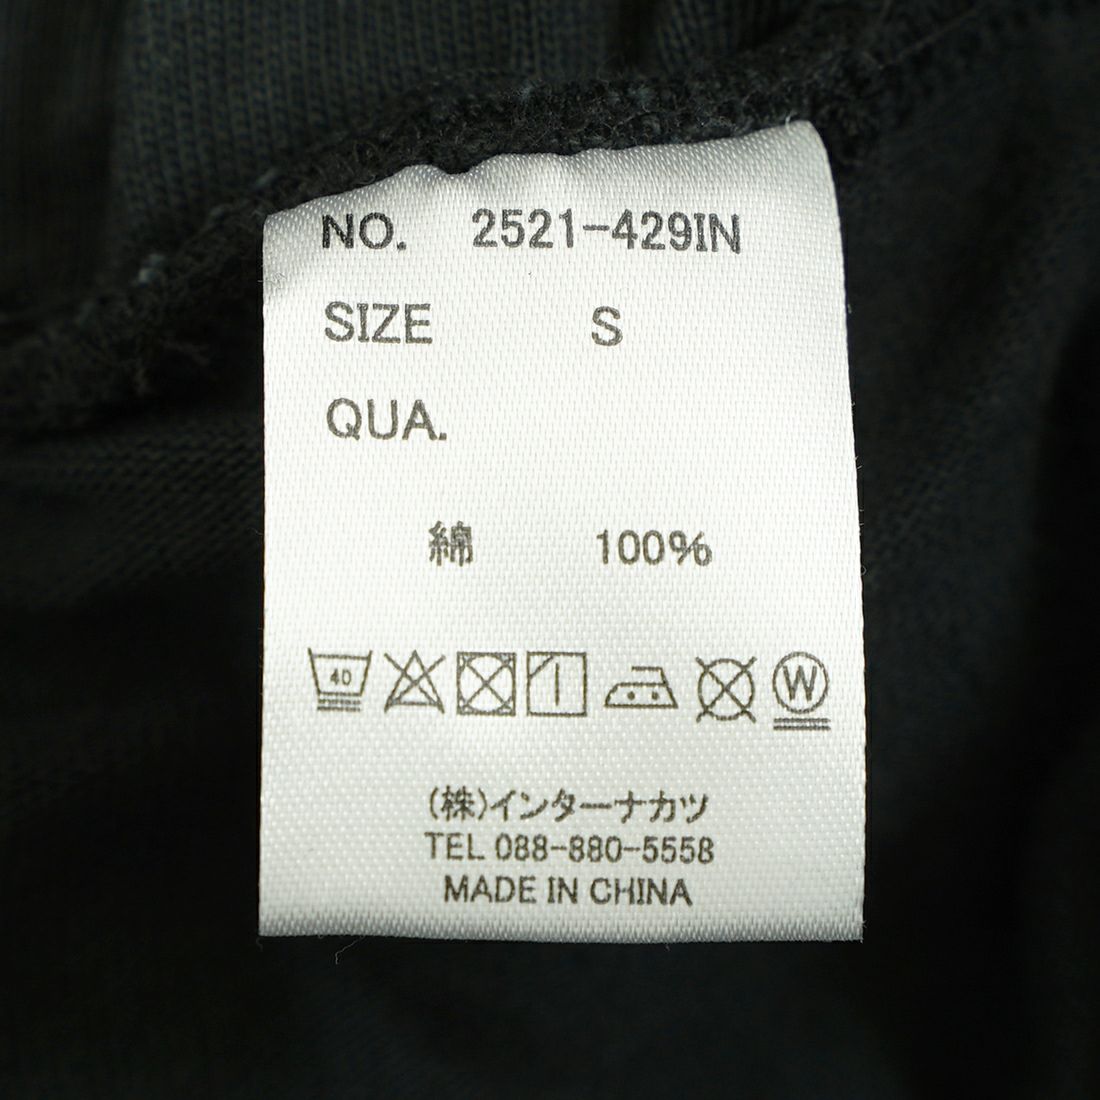 NO. 2521-429IN
SIZE S
QUA.
綿 100%
40 W
(株)インターナカツ
TEL 088-880-5558
MADE IN CHINA